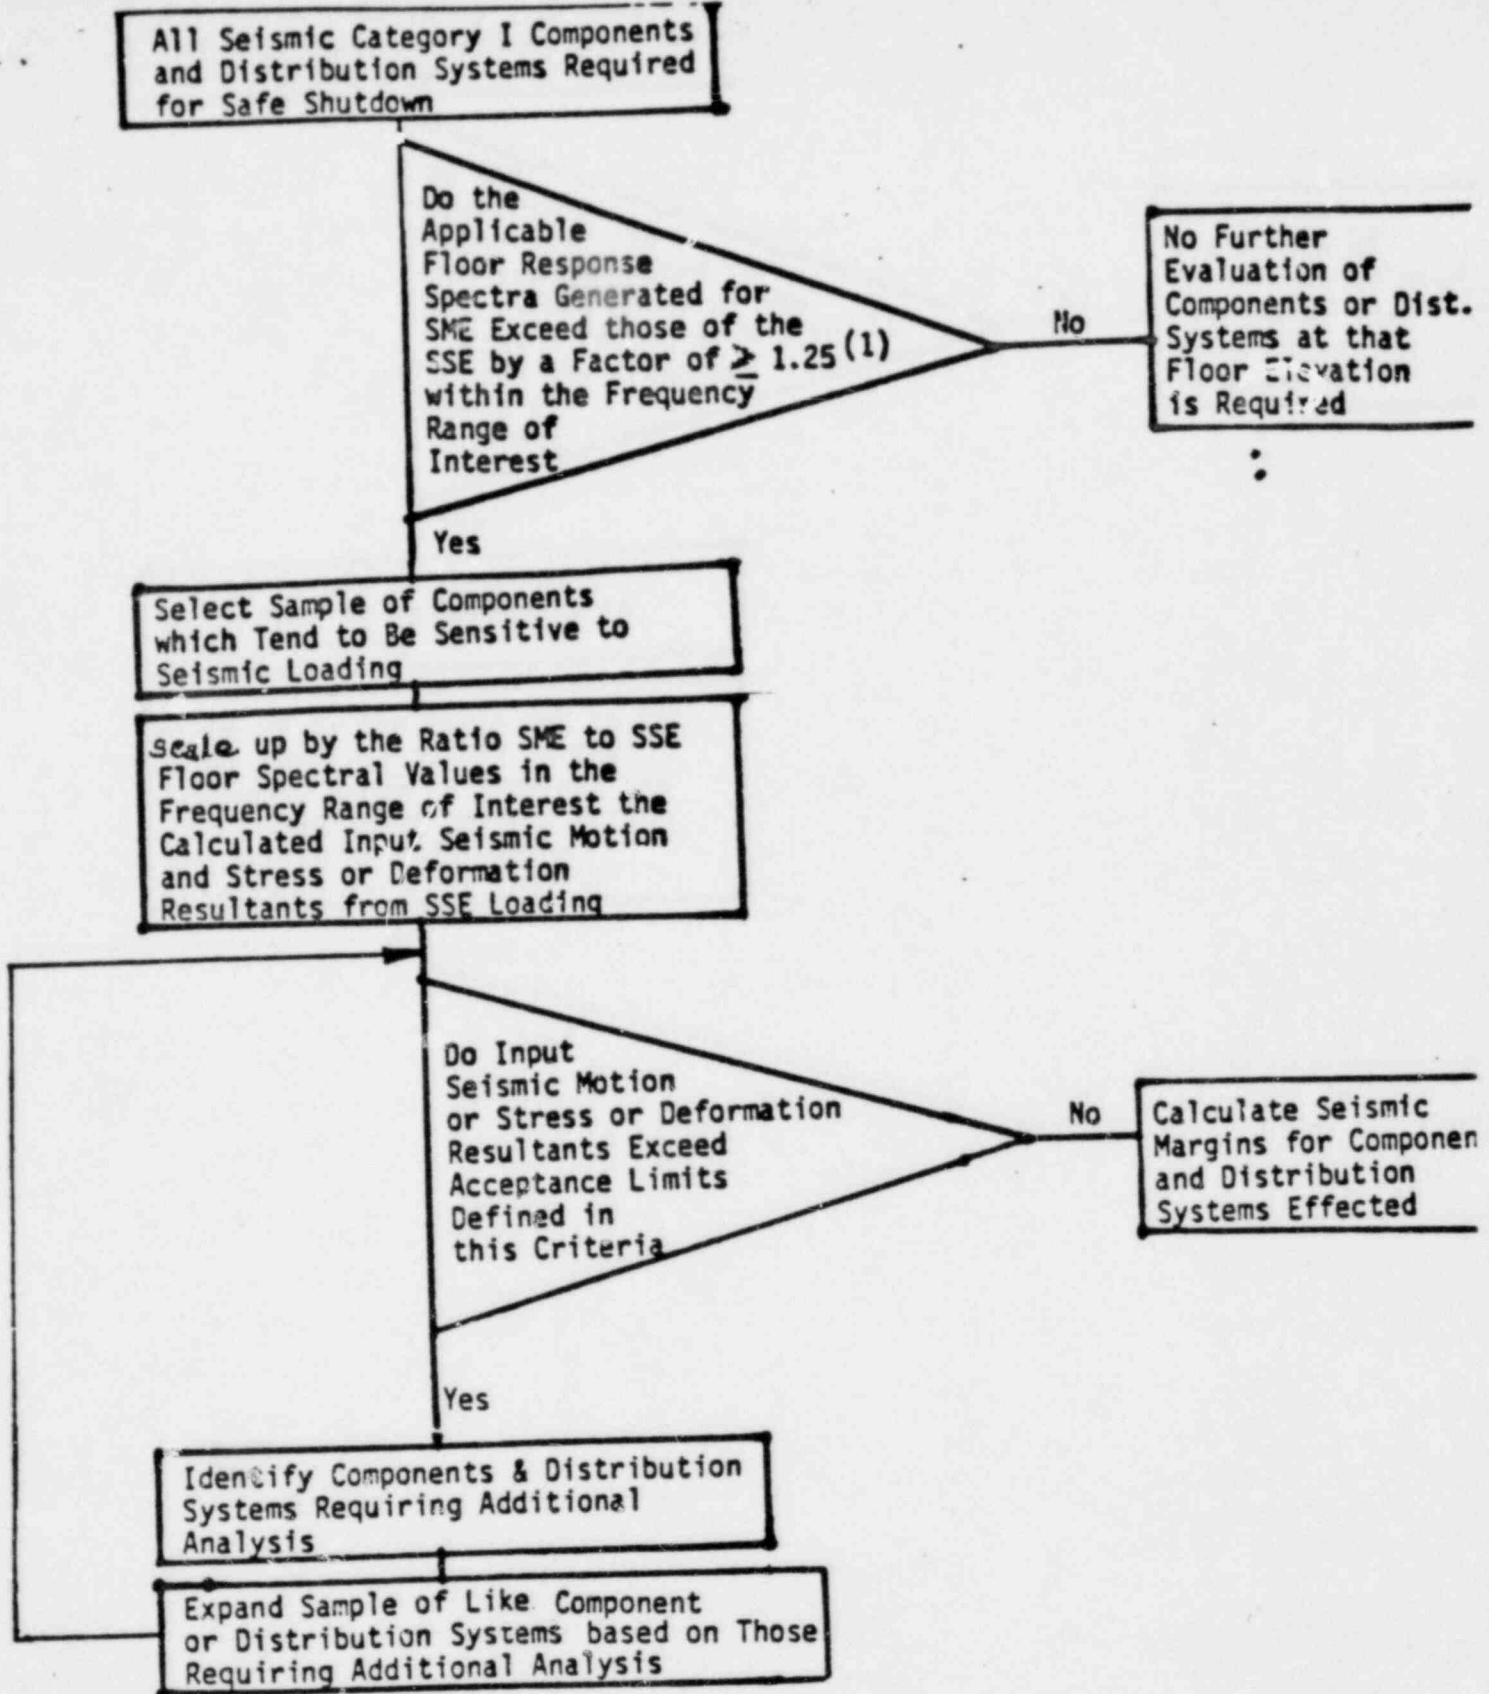 All Seismic Category I Components
and Distribution Systems Required
for Safe Shutdown
Do the
Applicable
Floor Response
Spectra Generated for
SME Exceed those of the
SSE by a Factor of ≥ 1.25 (1)
within the Frequency
Range of
Interest
No
No Further
Evaluation of
Components or Dist.
Systems at that
Floor Elevation
is Required
Yes
Select Sample of Components
which Tend to Be Sensitive to
Seismic Loading
scale up by the Ratio SME to SSE
Floor Spectral Values in the
Frequency Range of Interest the
Calculated Input Seismic Motion
and Stress or Deformation
Resultants from SSE Loading
Do Input
Seismic Motion
or Stress or Deformation
Resultants Exceed
Acceptance Limits
Defined in
this Criteria
No
Calculate Seismic
Margins for Componen
and Distribution
Systems Effected
Yes
Identify Components & Distribution
Systems Requiring Additional
Analysis
Expand Sample of Like Component
or Distribution Systems based on Those
Requiring Additional Analysis